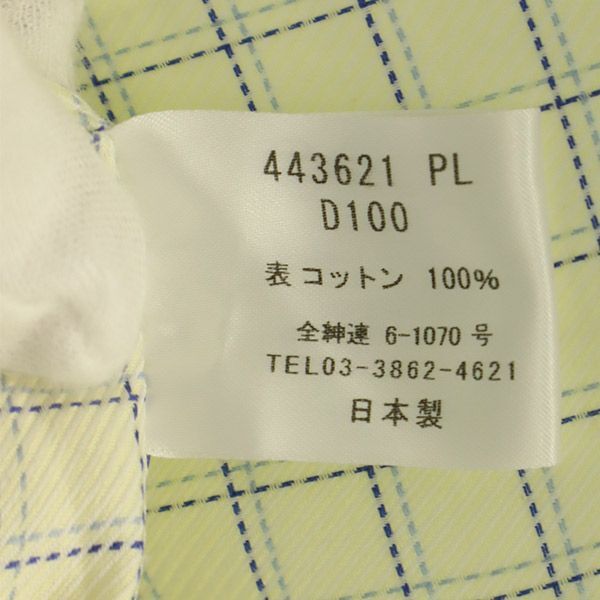 443621 PL
D100
表 コットン 100%
全紳連 6-1070 号
TEL03-3862-4621
日本製